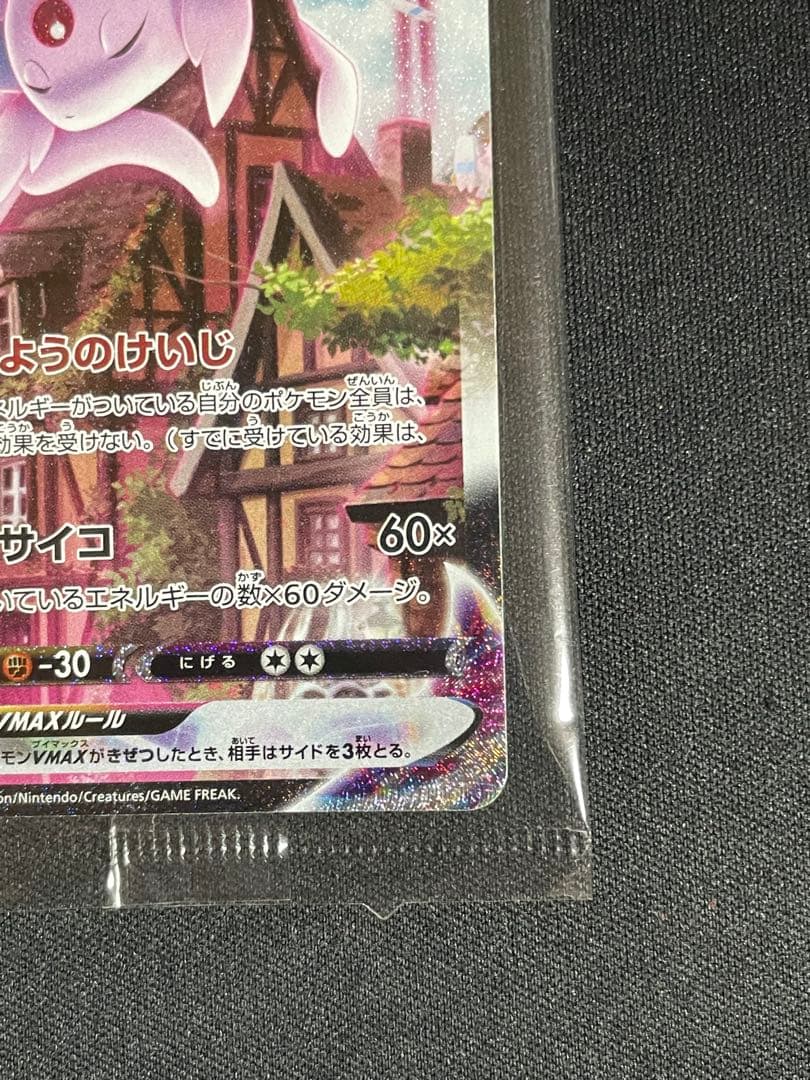 ようのけいじ
ネルギーがついている自分のポケモン全員は、
効果を受けない。(すでに受けている効果は、
サイコ 60×
いているエネルギーの数×60ダメージ。
-30 にげる
VMAXルール
モンVMAXがきぜつしたとき、相手はサイドを3枚とる。
on/Nintendo/Creatures/GAME FREAK.